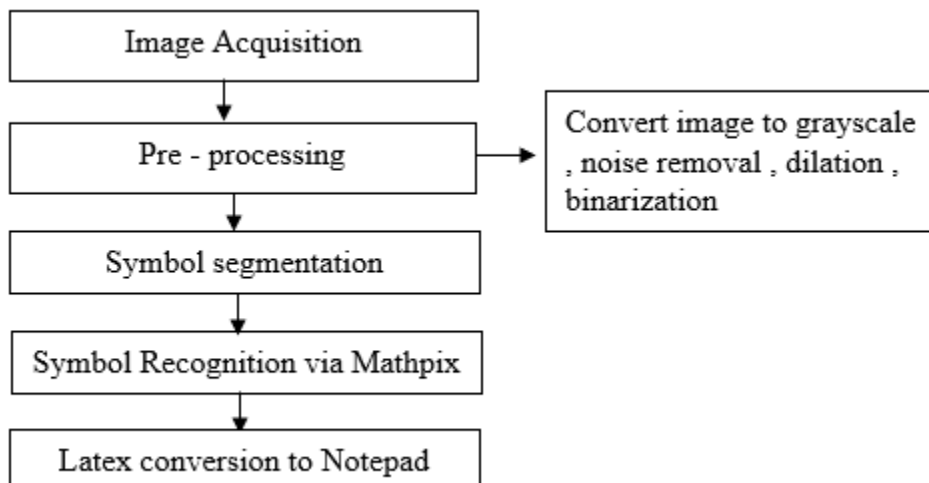 Image Acquisition
Pre - processing
Convert image to grayscale
, noise removal , dilation ,
binarization
Symbol segmentation
Symbol Recognition via Mathpix
Latex conversion to Notepad